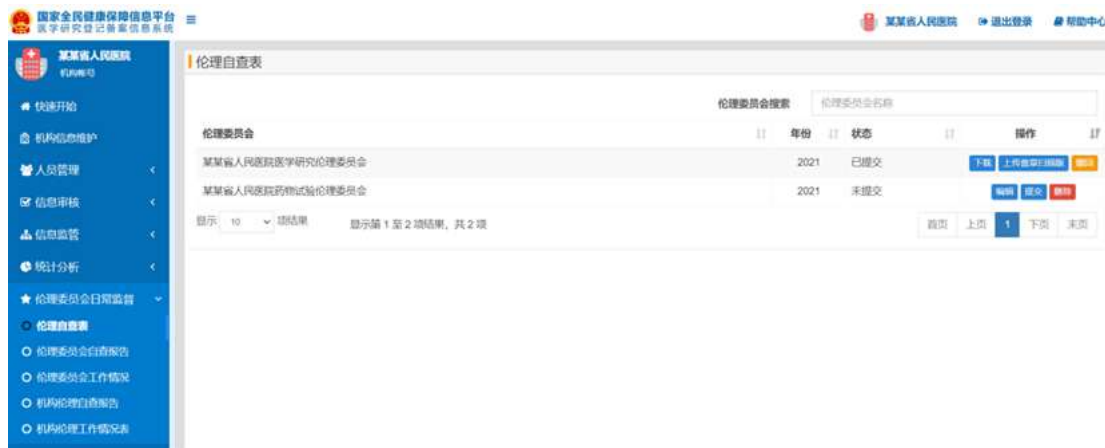 国家全民健康保障信息平台
医学研究登记备案信息系统
某某省人民医院 退出登录 帮助中心
某某省人民医院
机构账号
快速开始
机构信息维护
人员管理
信息审核
信息监管
统计分析
伦理委员会日常监督
伦理自查表
伦理委员会自查报告
伦理委员会工作情况
机构伦理自查报告
机构伦理工作情况表
伦理自查表
伦理委员会搜索 伦理委员会名称
伦理委员会 年份 状态 操作
某某省人民医院医学研究伦理委员会 2021 已提交 下载 上传盖章扫描版
某某省人民医院药物试验伦理委员会 2021 未提交 编辑 提交 删除
显示 10 项结果 显示第 1 至 2 项结果，共 2 项 首页 上页 1 下页 末页